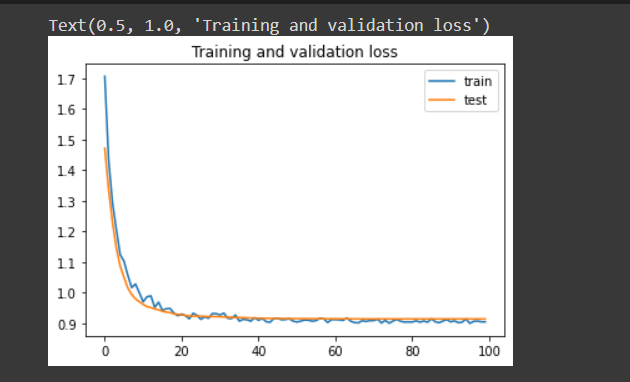 Text(0.5, 1.0, 'Training and validation loss')
Training and validation loss
train
test
1.7
1.6
1.5
1.4
1.3
1.2
1.1
1.0
0.9
0 20 40 60 80 100